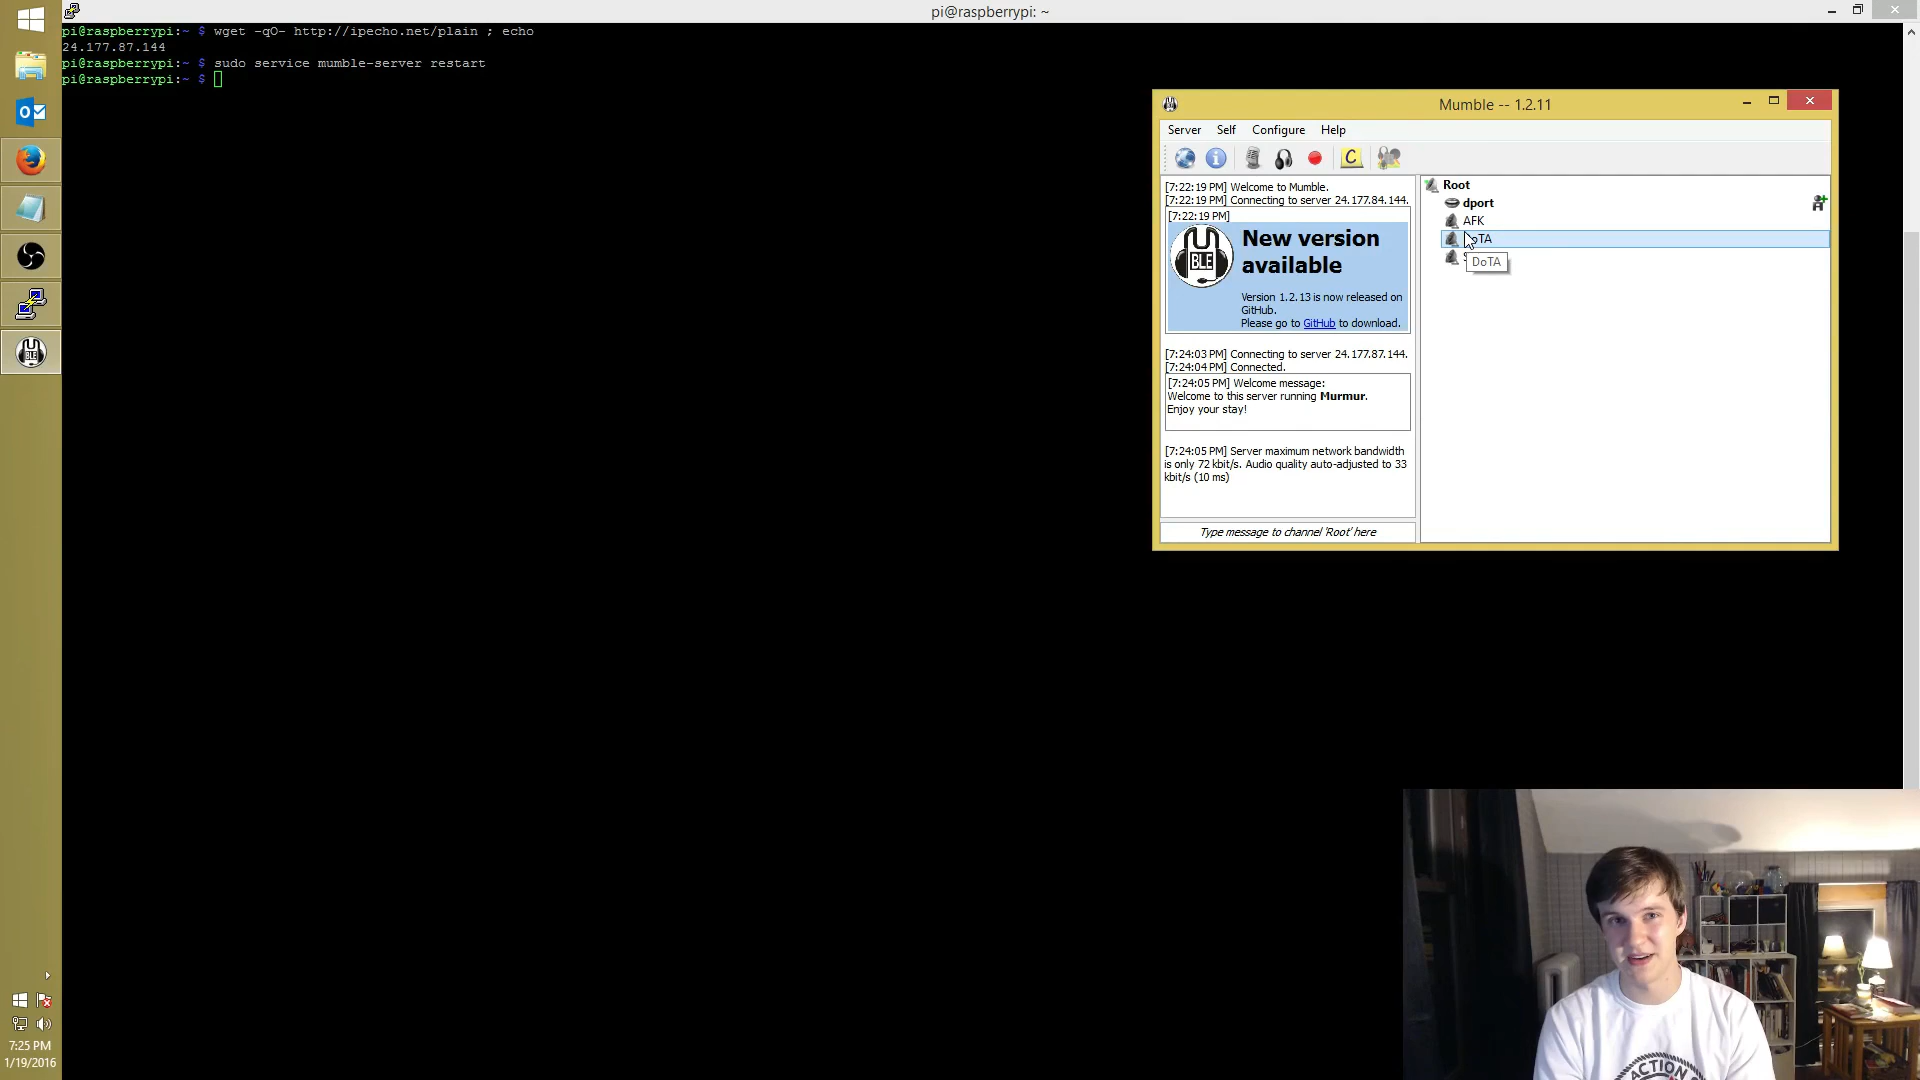 pi@raspberrypi: ~
pi@raspberrypi:~ $ wget -qO- http://ipecho.net/plain ; echo
24.177.87.144
pi@raspberrypi:~ $ sudo service mumble-server restart
pi@raspberrypi:~ $
Mumble -- 1.2.11
Server Self Configure Help
C
[7:22:19 PM] Welcome to Mumble.
[7:22:19 PM] Connecting to server 24.177.84.144.
[7:22:19 PM]
BLE
New version
available
Version 1.2.13 is now released on
GitHub.
Please go to GitHub to download.
[7:24:03 PM] Connecting to server 24.177.87.144.
[7:24:04 PM] Connected.
[7:24:05 PM] Welcome message:
Welcome to this server running Murmur.
Enjoy your stay!
[7:24:05 PM] Server maximum network bandwidth
is only 72 kbit/s. Audio quality auto-adjusted to 33
kbit/s (10 ms)
Type message to channel 'Root' here
Root
dport
AFK
oTA
DoTA
BLE
7:25 PM
1/19/2016
ACTION